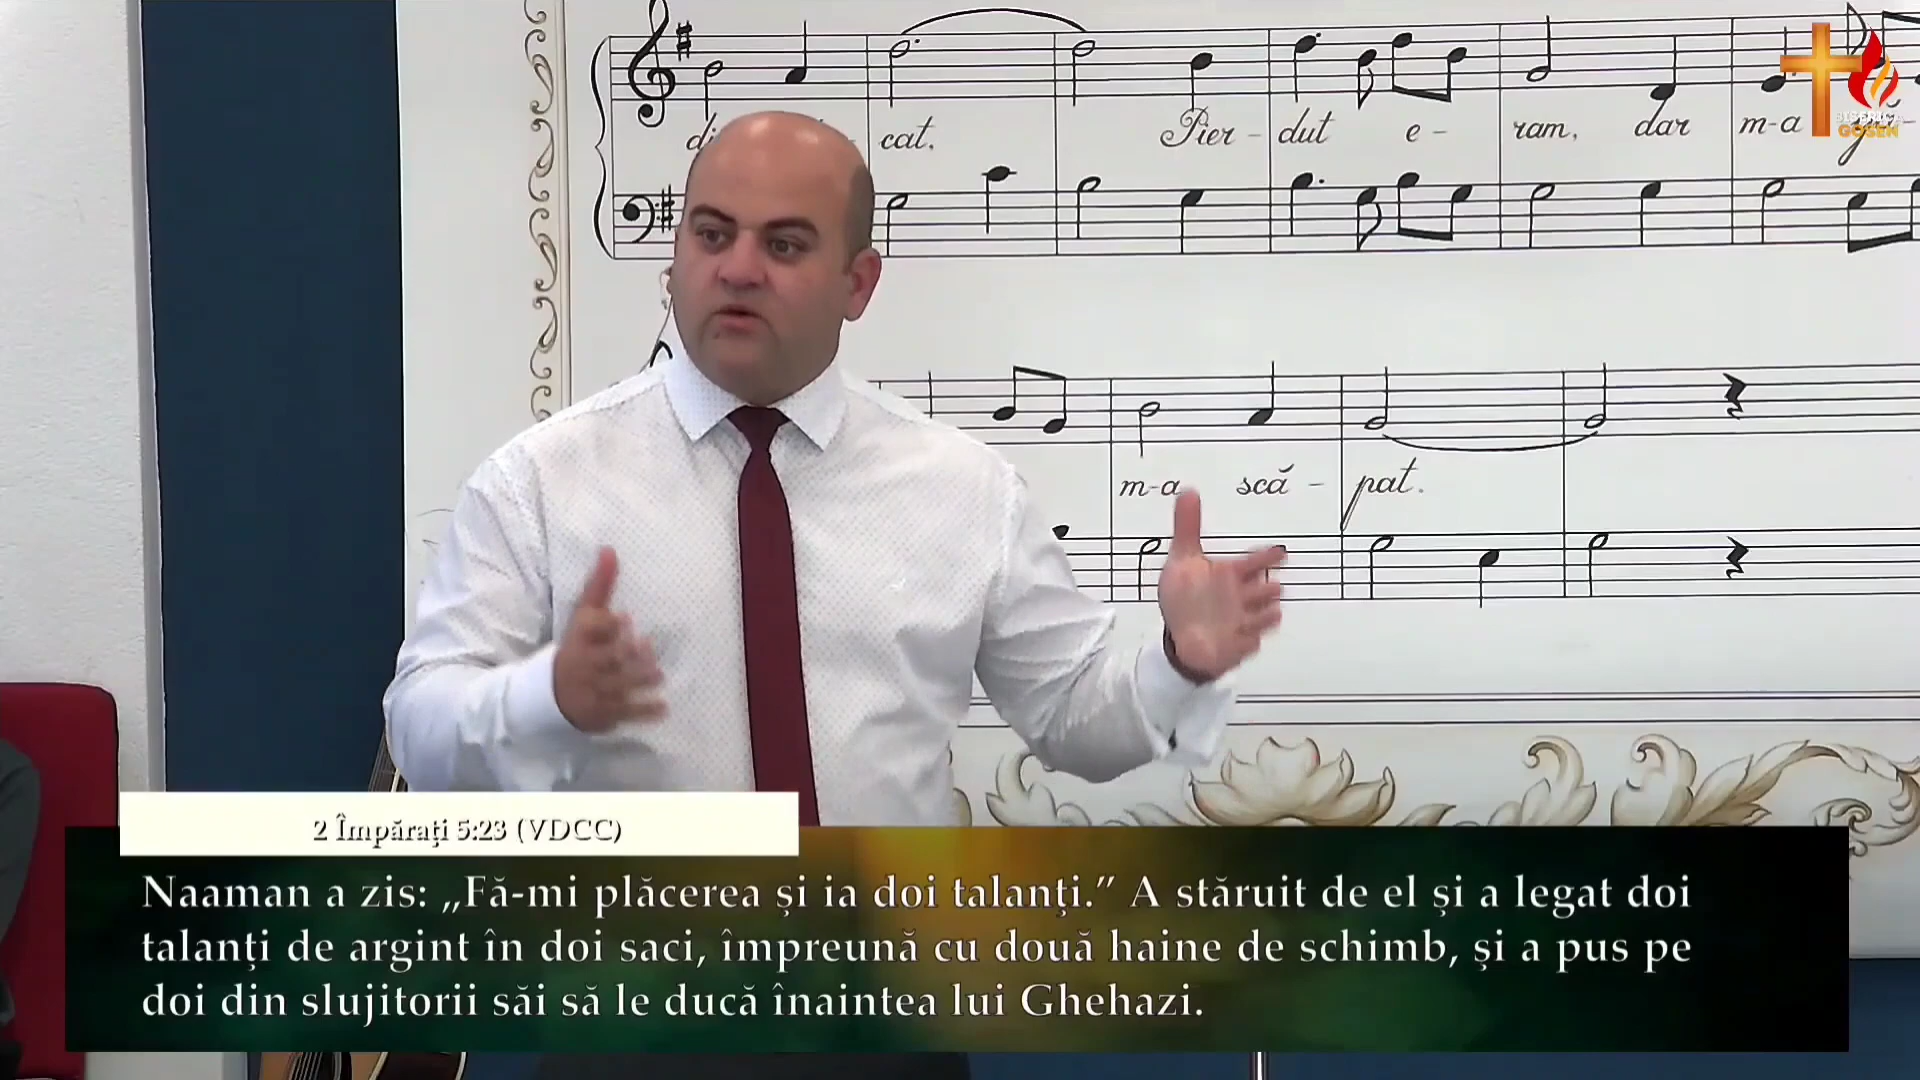 cat. Pier - dut e - ram, dar m-a
BISERICA
GOSEN
m-a scă - pat.
2 Împărați 5:23 (VDCC)
Naaman a zis: „Fă-mi plăcerea și ia doi talanți.” A stăruit de el și a legat doi
talanți de argint în doi saci, împreună cu două haine de schimb, și a pus pe
doi din slujitorii săi să le ducă înaintea lui Ghehazi.